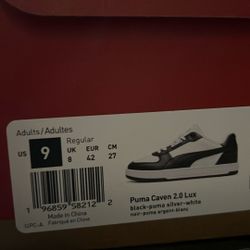 Adults/Adultes
Regular
US 9 UK 8 EUR 42 CM 27
1 96859 58212 2
UPC-A
Made in China
Fabriqué en Chine
Puma Caven 2.0 Lux
black-puma silver-white
noir-puma argent-blanc